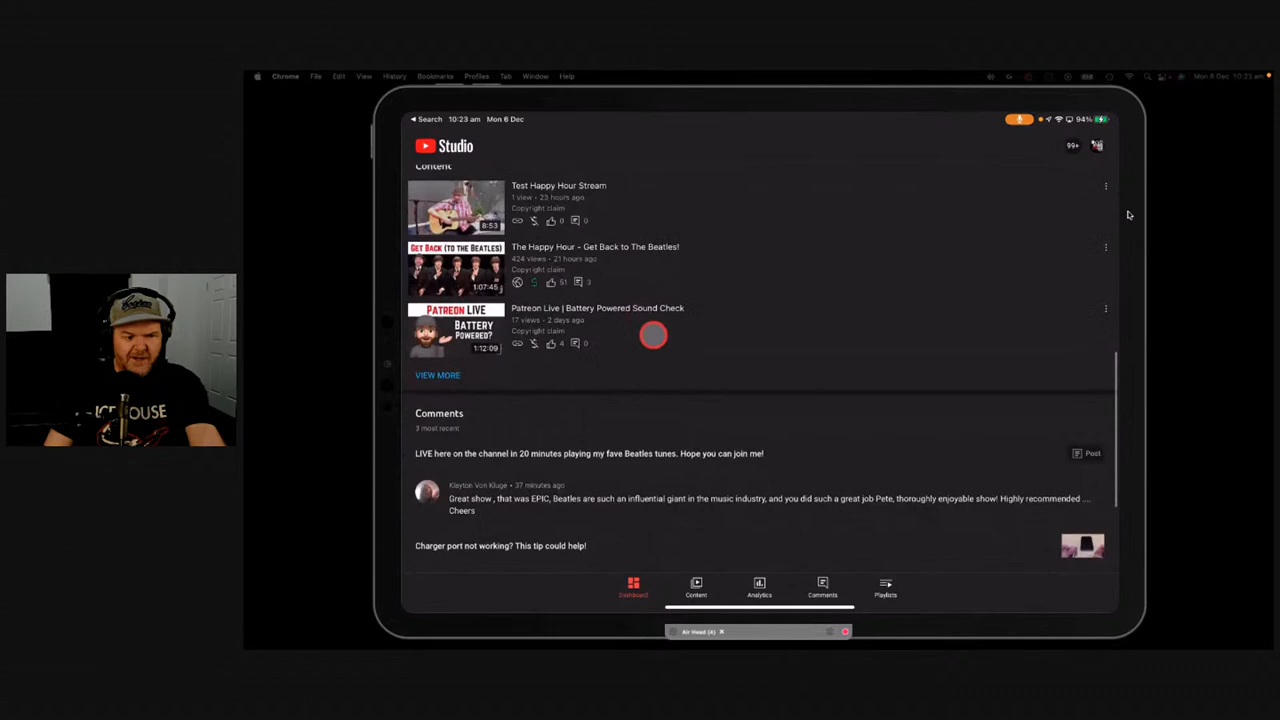 Chrome File Edit View History Bookmarks Profiles Tab Window Help
Mon 6 Dec 10:23 am
Search 10:23 am Mon 6 Dec
94%
Studio
99+
Content
Test Happy Hour Stream
1 view • 23 hours ago
Copyright claim
0 0
8:53
GET BACK (TO THE BEATLES)
The Happy Hour - Get Back to The Beatles!
424 views • 21 hours ago
Copyright claim
51 3
1:07:45
PATREON LIVE
BATTERY
POWERED?
1:12:09
Patreon Live | Battery Powered Sound Check
17 views • 2 days ago
Copyright claim
4 0
VIEW MORE
Comments
3 most recent
LIVE here on the channel in 20 minutes playing my fave Beatles tunes. Hope you can join me!
Post
Klayton Von Kluge • 37 minutes ago
Great show , that was EPIC, Beatles are such an influential giant in the music industry, and you did such a great job Pete, thoroughly enjoyable show! Highly recommended ....
Cheers
Charger port not working? This tip could help!
Dashboard Content Analytics Comments Playlists
Air Head (A)